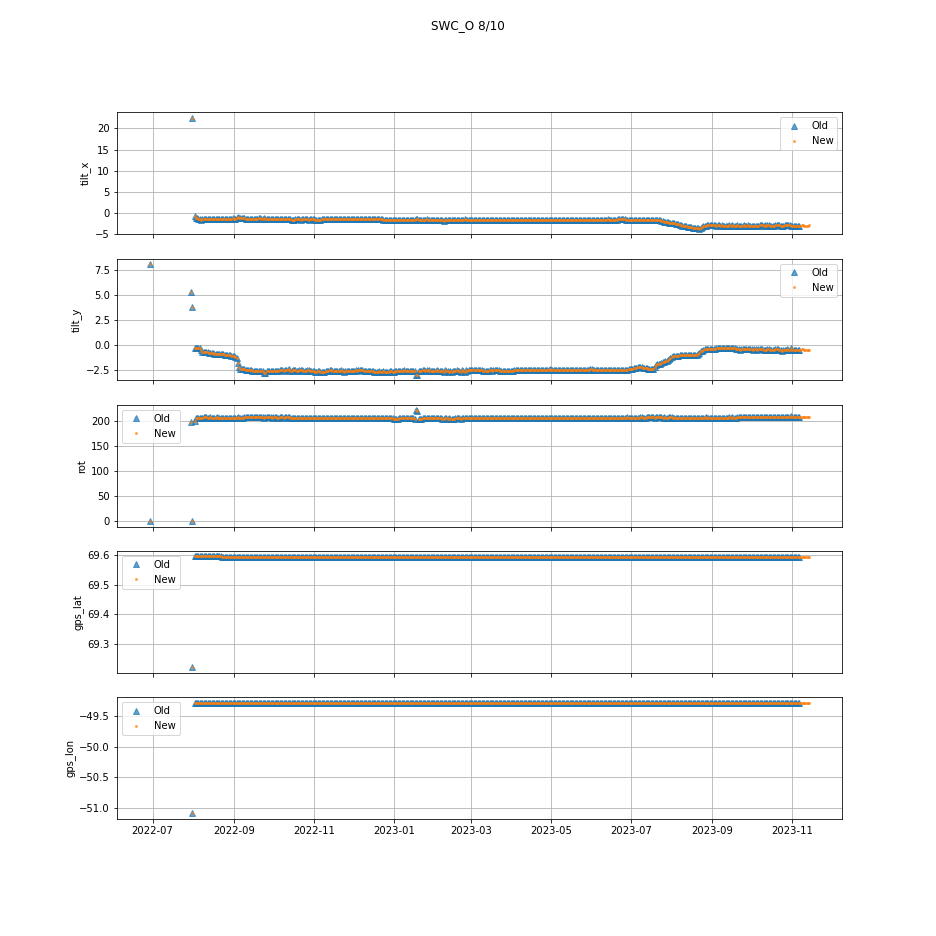 SWC_O 8/10
20
15
10
5
0
−5
tilt_x
Old
New
7.5
5.0
2.5
0.0
−2.5
tilt_y
Old
New
200
150
100
50
0
rot
Old
New
69.6
69.5
69.4
69.3
gps_lat
Old
New
−49.5
−50.0
−50.5
−51.0
gps_lon
Old
New
2022-07 2022-09 2022-11 2023-01 2023-03 2023-05 2023-07 2023-09 2023-11